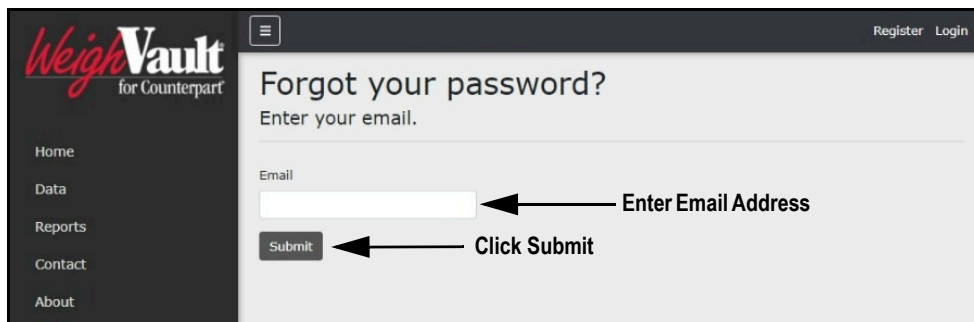 WeighVault
for Counterpart
Register Login
Forgot your password?
Enter your email.
Home
Data
Reports
Contact
About
Email
Enter Email Address
Submit
Click Submit